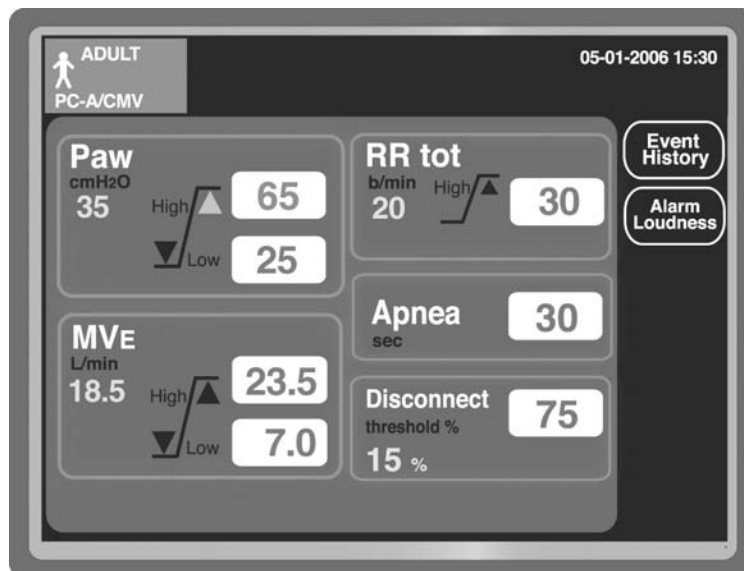 ADULT
PC-A/CMV
05-01-2006 15:30
Paw
cmH2O
35
High
65
Low
25
RR tot
b/min
20
High
30
Event
History
Alarm
Loudness
MVE
L/min
18.5
High
23.5
Low
7.0
Apnea
sec
30
Disconnect
threshold %
75
15 %